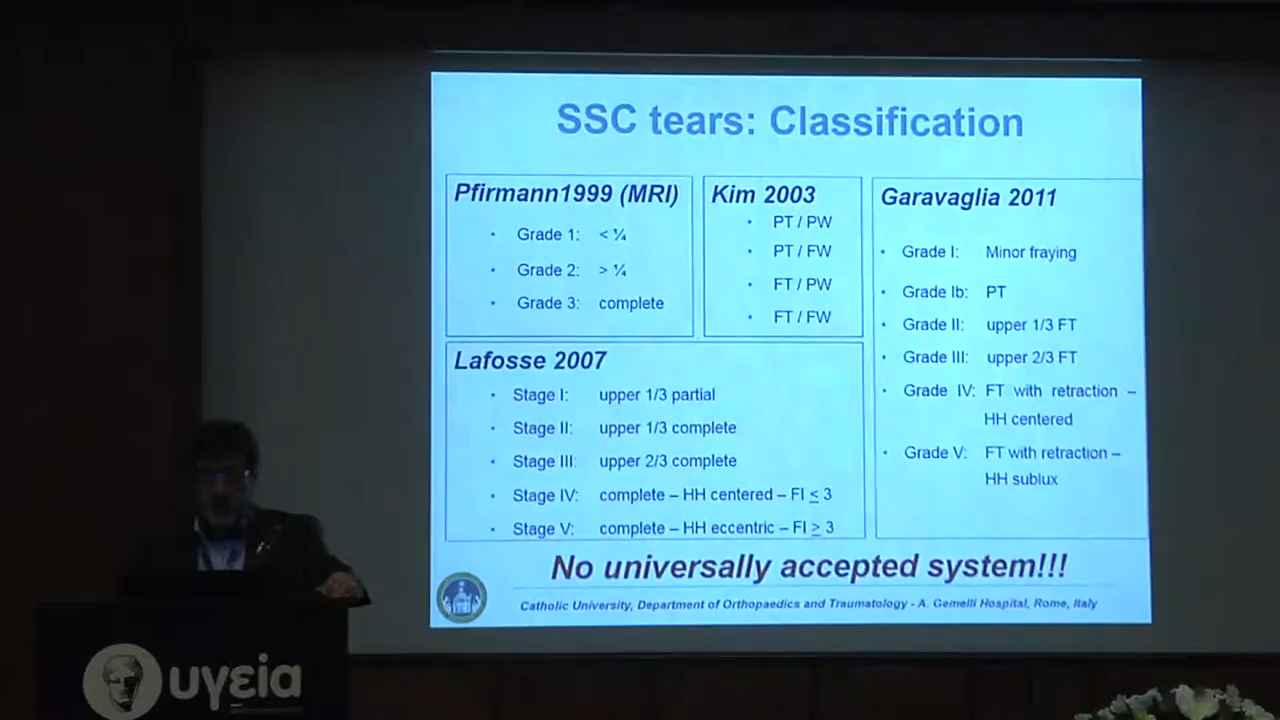 SSC tears: Classification
Pfirmann1999 (MRI)
• Grade 1: < ¼
• Grade 2: > ¼
• Grade 3: complete
Kim 2003
• PT / PW
• PT / FW
• FT / PW
• FT / FW
Garavaglia 2011
• Grade I: Minor fraying
• Grade Ib: PT
• Grade II: upper 1/3 FT
• Grade III: upper 2/3 FT
• Grade IV: FT with retraction –
HH centered
• Grade V: FT with retraction –
HH sublux
Lafosse 2007
• Stage I: upper 1/3 partial
• Stage II: upper 1/3 complete
• Stage III: upper 2/3 complete
• Stage IV: complete – HH centered – FI ≤ 3
• Stage V: complete – HH eccentric – FI ≥ 3
No universally accepted system!!!
Catholic University, Department of Orthopaedics and Traumatology - A. Gemelli Hospital, Rome, Italy
υγεία